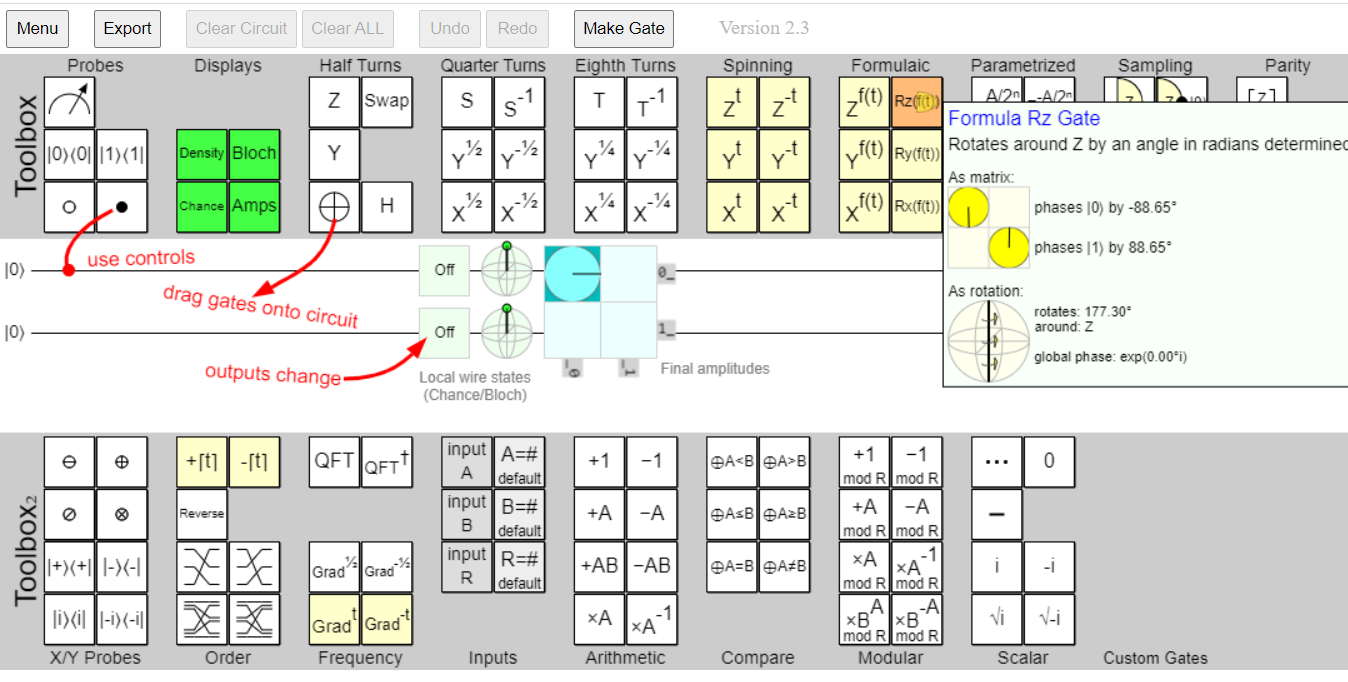 Menu Export Clear Circuit Clear ALL Undo Redo Make Gate Version 2.3
Probes Displays Half Turns Quarter Turns Eighth Turns Spinning Formulaic Parametrized Sampling Parity
Toolbox
Z Swap S S⁻¹ T T⁻¹ Zᵗ Z⁻ᵗ Z^f(t) Rz(f(t)) A/2ⁿ -A/2ⁿ Z Z |0⟩ [z]
|0⟩⟨0| |1⟩⟨1| Density Bloch Y Y^½ Y^-½ Y^¼ Y^-¼ Yᵗ Y⁻ᵗ Y^f(t) Ry(f(t))
Chance Amps H X^½ X^-½ X^¼ X^-¼ Xᵗ X⁻ᵗ X^f(t) Rx(f(t))
Formula Rz Gate
Rotates around Z by an angle in radians determined
As matrix:
phases |0⟩ by -88.65°
phases |1⟩ by 88.65°
As rotation:
rotates: 177.30°
around: Z
global phase: exp(0.00°i)
use controls
|0⟩ Off 0_
drag gates onto circuit
|0⟩ Off 1_
outputs change
_0 _1
Local wire states
(Chance/Bloch)
Final amplitudes
Toolbox₂
+[t] -[t] QFT QFT† input A A=# default +1 −1 ⊕A<B ⊕A>B +1 mod R −1 mod R ... 0
Reverse input B B=# default +A −A ⊕A≤B ⊕A≥B +A mod R −A mod R −
|+⟩⟨+| |-⟩⟨-| Grad^½ Grad^-½ input R R=# default +AB −AB ⊕A=B ⊕A≠B ×A mod R ×A⁻¹ mod R i -i
|i⟩⟨i| |-i⟩⟨-i| Gradᵗ Grad⁻ᵗ ×A ×A⁻¹ ×B^A mod R ×B^-A mod R √i √-i
X/Y Probes Order Frequency Inputs Arithmetic Compare Modular Scalar Custom Gates